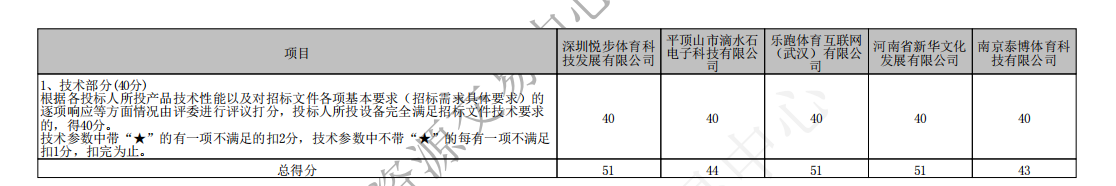 项目
深圳悦步体育科
技发展有限公司
平顶山市滴水石
电子科技有限公
司
乐跑体育互联网
（武汉）有限公
司
河南省新华文化
发展有限公司
南京泰博体育科
技有限公司
1、技术部分(40分)
根据各投标人所投产品技术性能以及对招标文件各项基本要求（招标需求具体要求）的
逐项响应等方面情况由评委进行评议打分，投标人所投设备完全满足招标文件技术要求
的，得40分。
技术参数中带“★”的有一项不满足的扣2分，技术参数中不带“★”的每有一项不满足
扣1分，扣完为止。
40 40 40 40 40
总得分 51 44 51 51 43
资源交易中心
中心